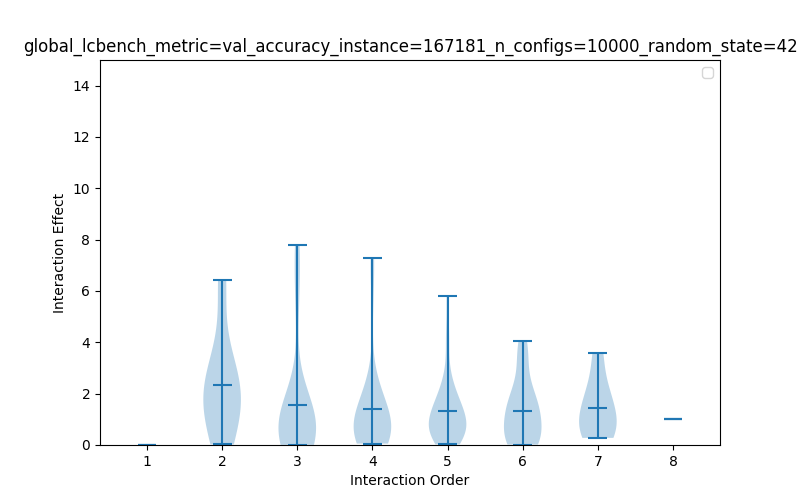 global_lcbench_metric=val_accuracy_instance=167181_n_configs=10000_random_state=42
14
12
10
8
6
4
2
0
Interaction Effect
1 2 3 4 5 6 7 8
Interaction Order